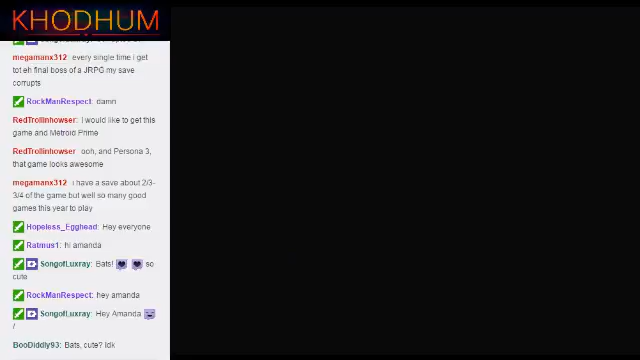 KHODHUM
megamanx312 every single time i get
tot eh final boss of a JRPG my save
corrupts
RockManRespect: damn
RedTrollinhowser: I would like to get this
game and Metroid Prime
RedTrollinhowser ooh, and Persona 3,
that game looks awesome
megamanx312 i have a save about 2/3-
3/4 of the game but well so many good
games this year to play
Hopeless_Egghead: Hey everyone
Ratmus1: hi amanda
SongofLuxray: Bats! so
cute
RockManRespect: hey amanda
SongofLuxray: Hey Amanda
/
BooDiddly93: Bats, cute? Idk